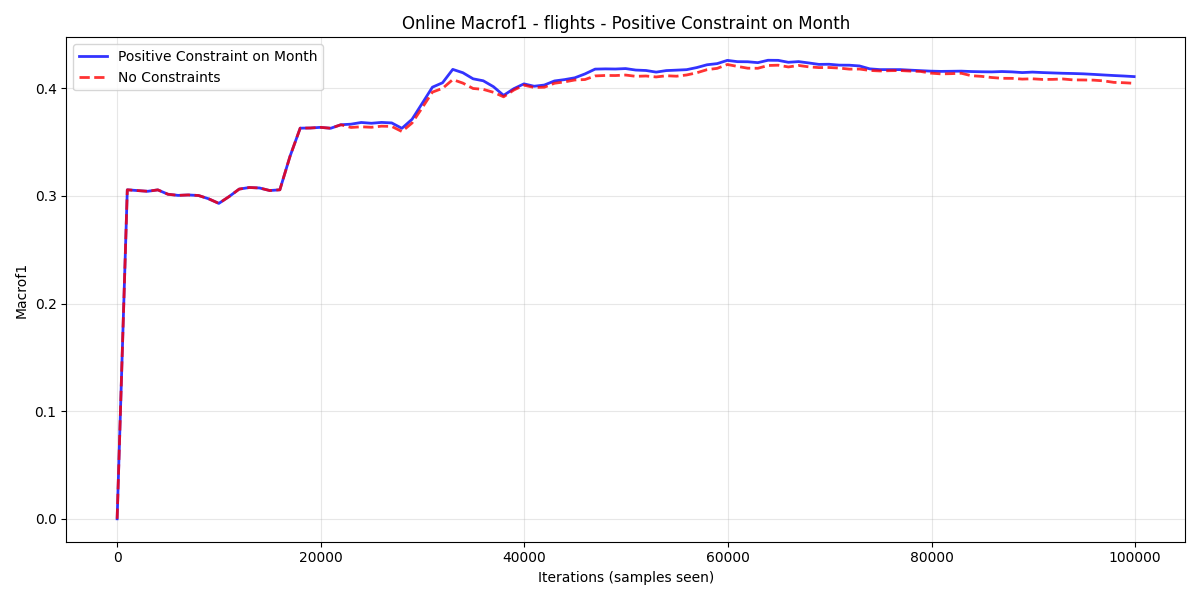 Online Macrof1 - flights - Positive Constraint on Month
Positive Constraint on Month
No Constraints
Macrof1
0.4
0.3
0.2
0.1
0.0
0 20000 40000 60000 80000 100000
Iterations (samples seen)